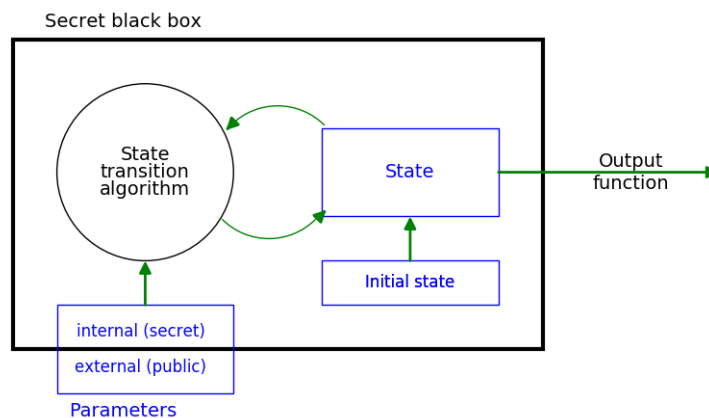 Secret black box
State
transition
algorithm
State
Output
function
Initial state
internal (secret)
external (public)
Parameters